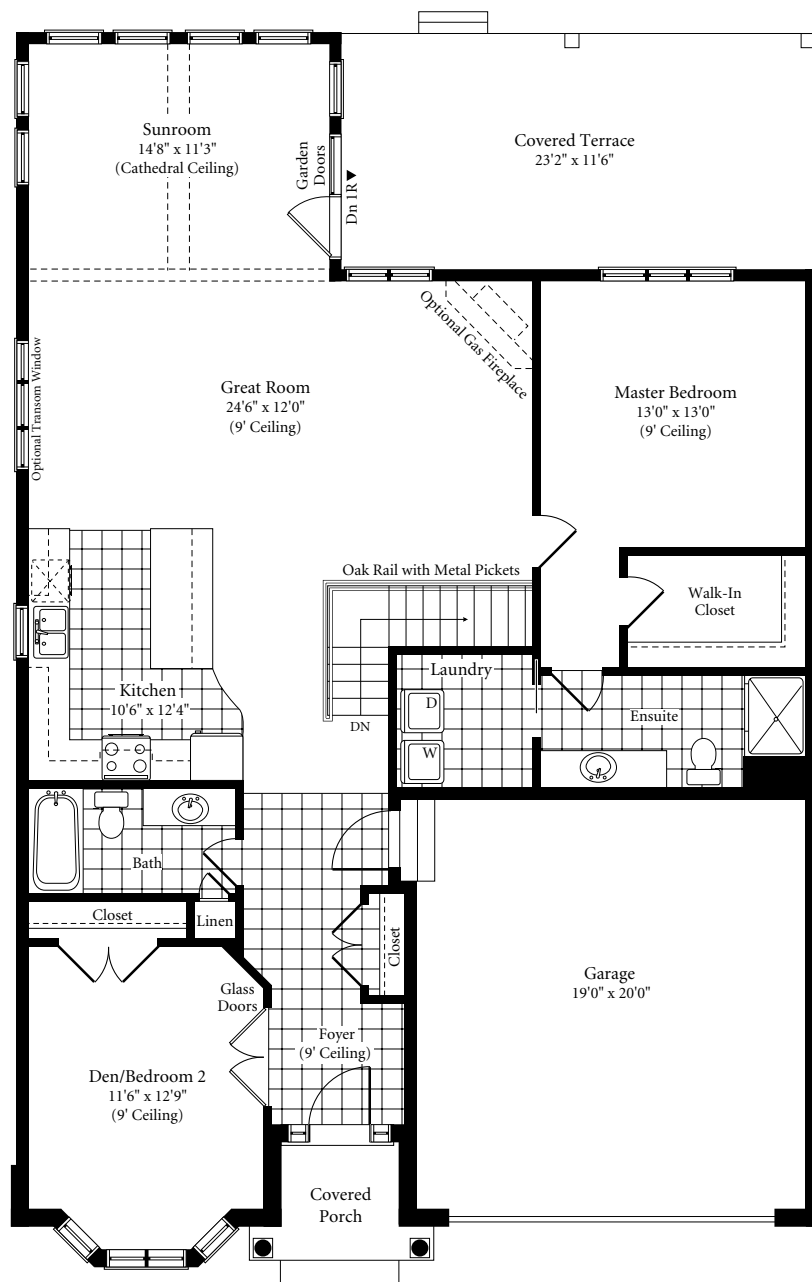 Sunroom
14'8" x 11'3"
(Cathedral Ceiling)
Garden
Doors
Dn 1R
Covered Terrace
23'2" x 11'6"
Optional Gas Fireplace
Optional Transom Window
Great Room
24'6" x 12'0"
(9' Ceiling)
Master Bedroom
13'0" x 13'0"
(9' Ceiling)
Oak Rail with Metal Pickets
Walk-In
Closet
Laundry
D
W
Kitchen
10'6" x 12'4"
DN
Ensuite
Bath
Closet
Linen
Closet
Glass
Doors
Foyer
(9' Ceiling)
Garage
19'0" x 20'0"
Den/Bedroom 2
11'6" x 12'9"
(9' Ceiling)
Covered
Porch